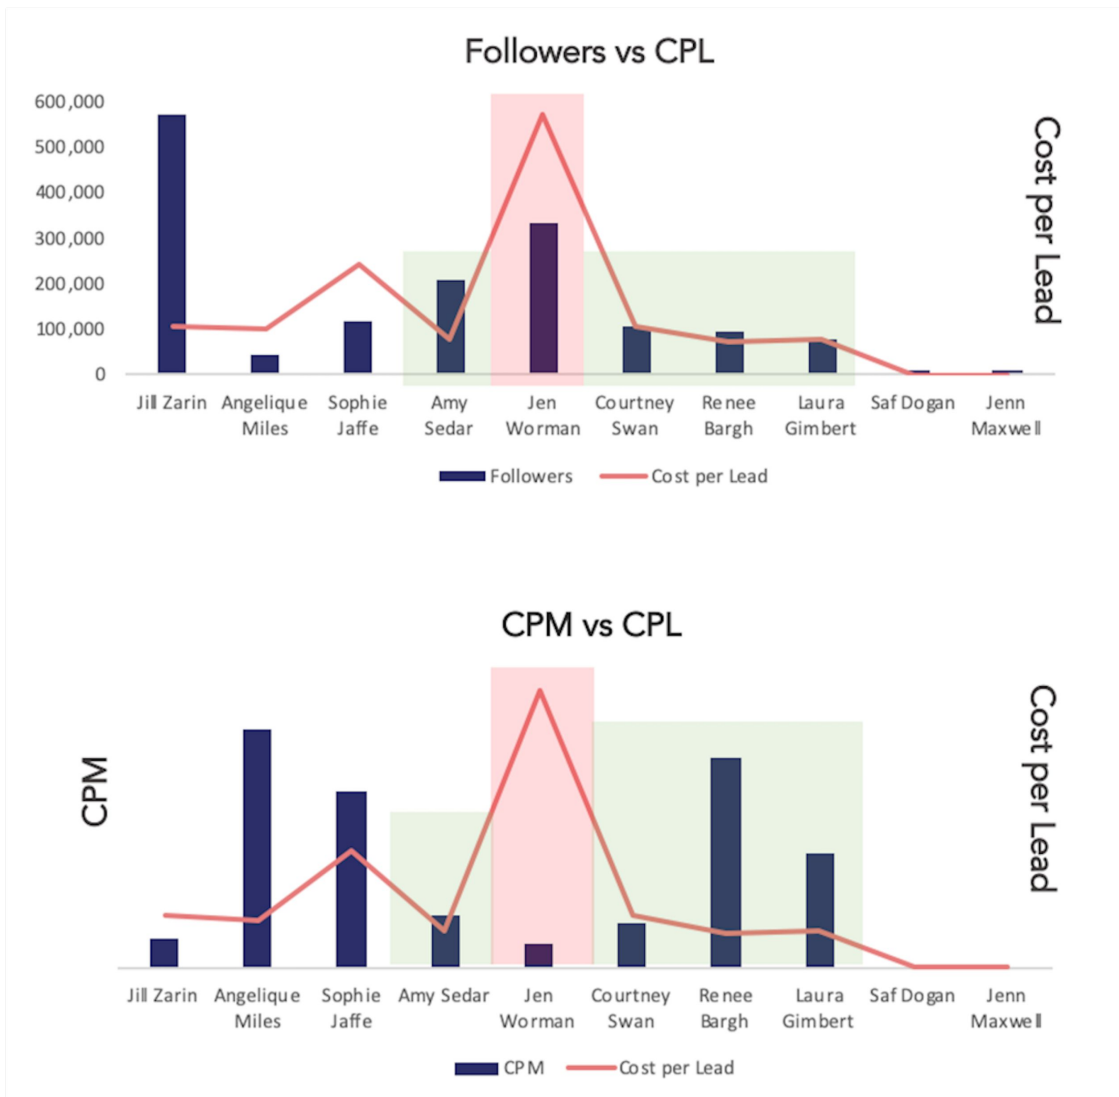 Followers vs CPL
600,000
500,000
400,000
300,000
200,000
100,000
0
Cost per Lead
Jill Zarin Angelique Sophie Amy Jen Courtney Renee Laura Saf Dogan Jenn
Miles Jaffe Sedar Worman Swan Bargh Gimbert Maxwell
Followers Cost per Lead
CPM vs CPL
CPM
Cost per Lead
Jill Zarin Angelique Sophie Amy Sedar Jen Courtney Renee Laura Saf Dogan Jenn
Miles Jaffe Worman Swan Bargh Gimbert Maxwell
CPM Cost per Lead